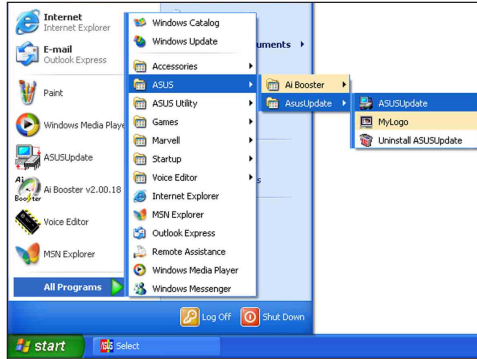 Internet
Internet Explorer
E-mail
Outlook Express
Paint
Windows Media Playe
ASUSUpdate
Ai Booster v2.00.18
Voice Editor
MSN Explorer
All Programs
Windows Catalog
Windows Update
Accessories
ASUS
ASUS Utility
Games
Marvell
Startup
Voice Editor
Internet Explorer
MSN Explorer
Outlook Express
Remote Assistance
Windows Media Player
Windows Messenger
uments
s
Ai Booster
AsusUpdate
ASUSUpdate
MyLogo
Uninstall ASUSUpdate
Log Off
Shut Down
start
Select